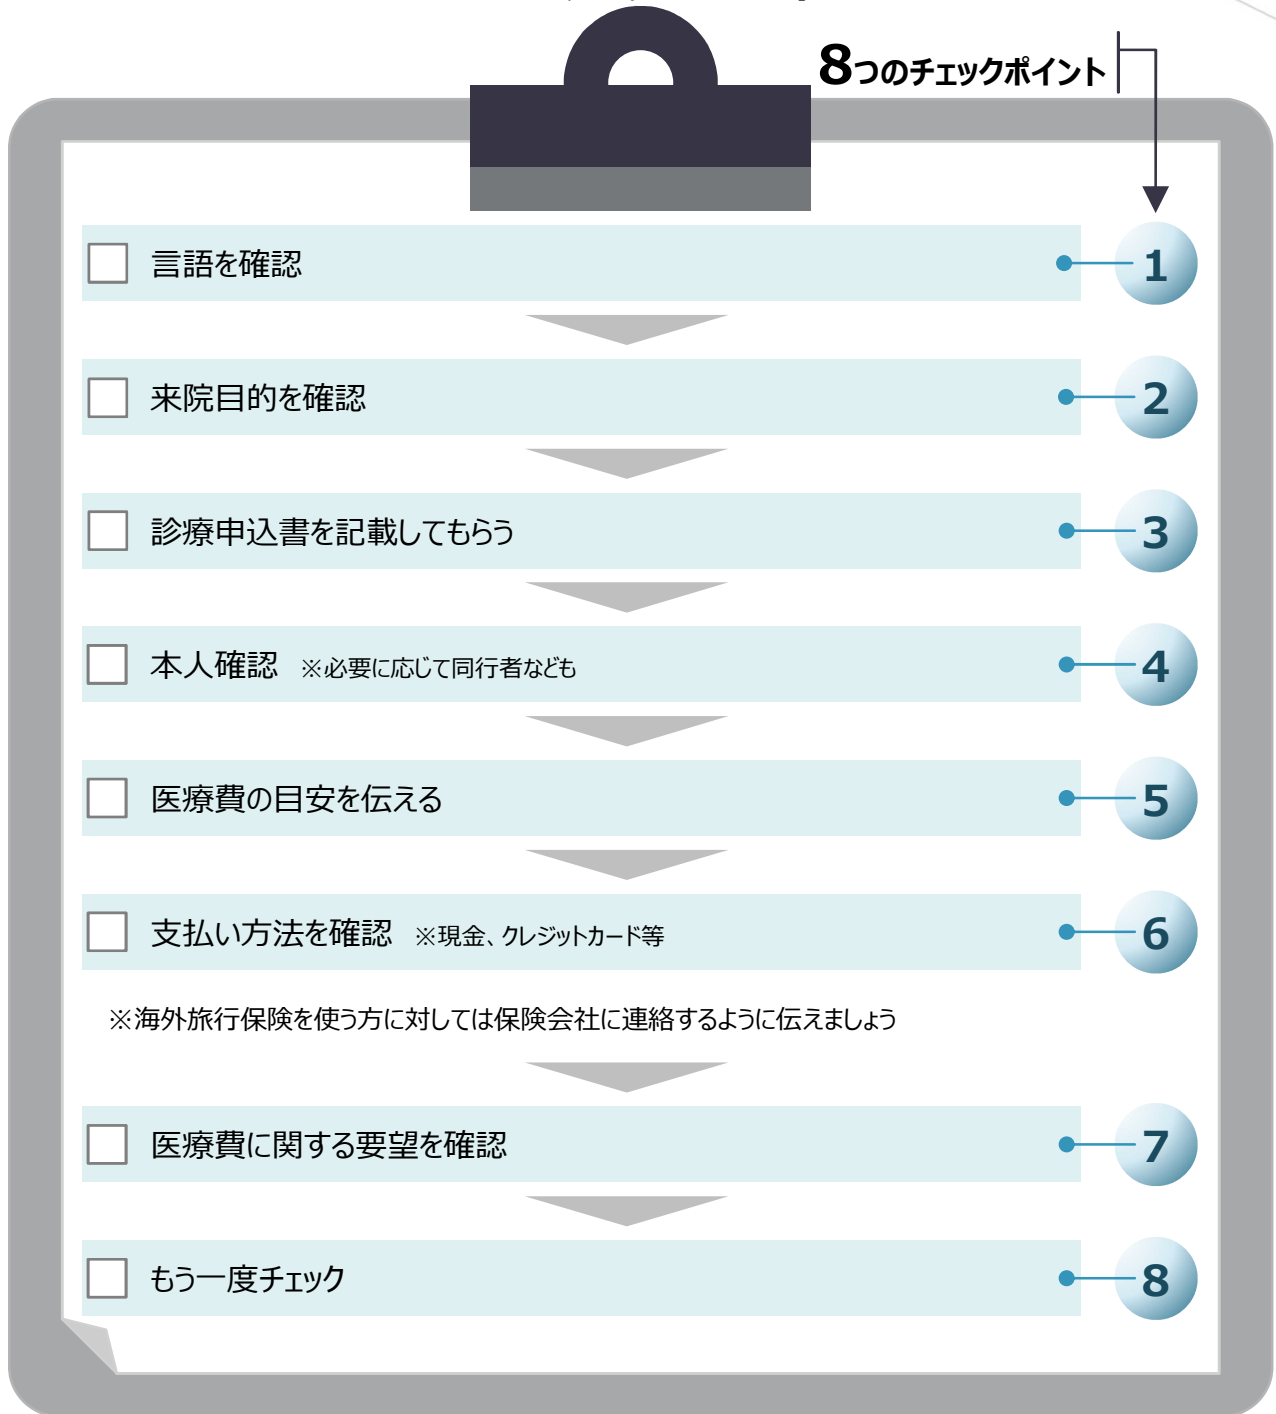 8つのチェックポイント
言語を確認
1
来院目的を確認
2
診療申込書を記載してもらう
3
本人確認 ※必要に応じて同行者なども
4
医療費の目安を伝える
5
支払い方法を確認 ※現金、クレジットカード等
6
※海外旅行保険を使う方に対しては保険会社に連絡するように伝えましょう
医療費に関する要望を確認
7
もう一度チェック
8